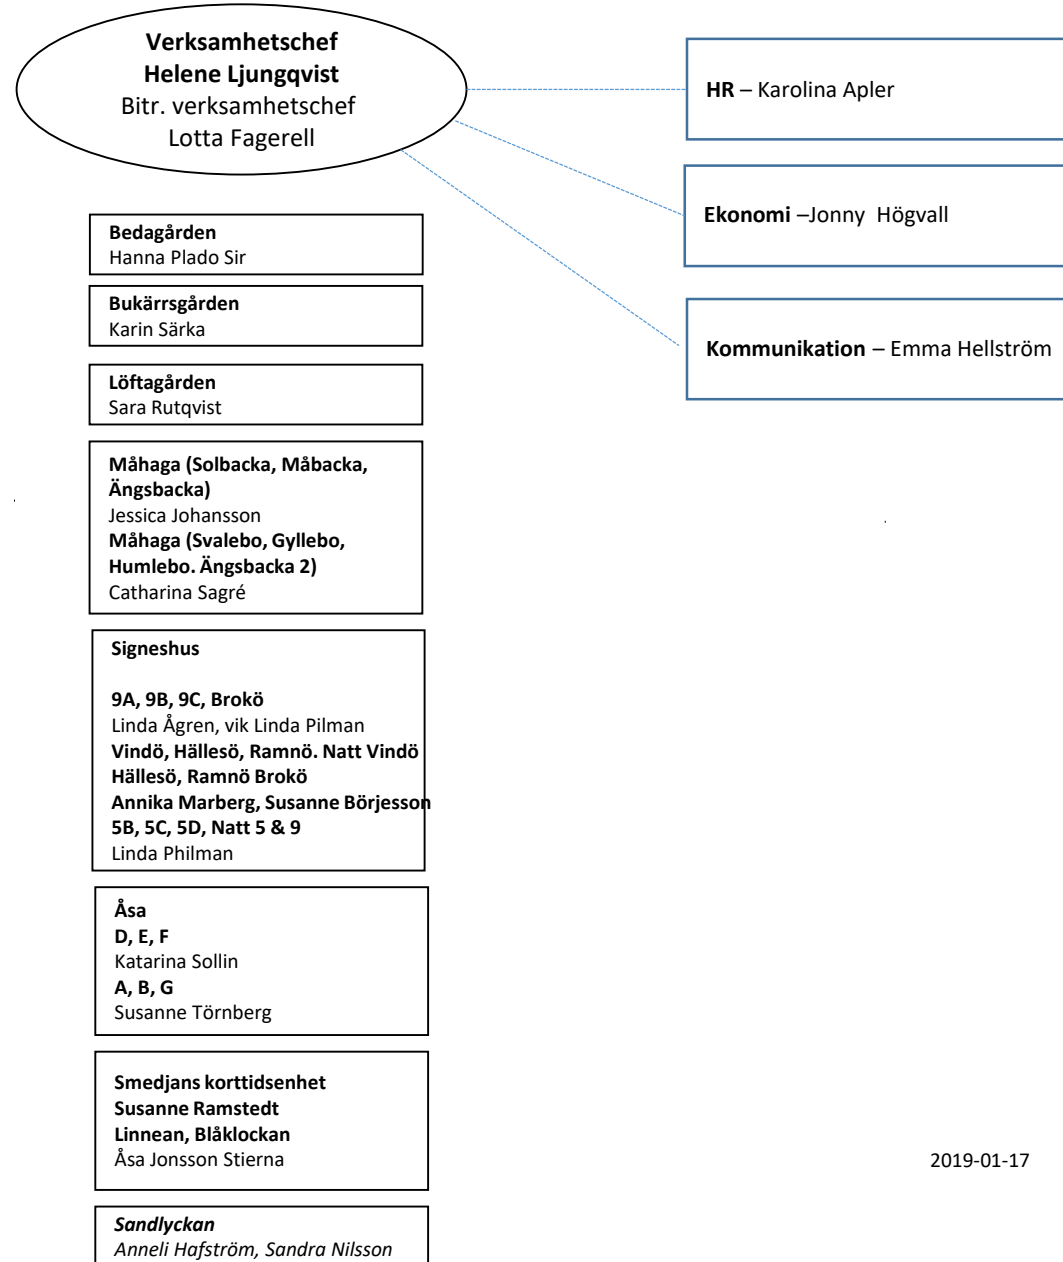 Verksamhetschef
Helene Ljungqvist
Bitr. verksamhetschef
Lotta Fagerell
HR – Karolina Apler
Ekonomi –Jonny Högvall
Kommunikation – Emma Hellström
Bedagården
Hanna Plado Sir
Bukärrsgården
Karin Särka
Löftagården
Sara Rutqvist
Måhaga (Solbacka, Måbacka,
Ängsbacka)
Jessica Johansson
Måhaga (Svalebo, Gyllebo,
Humlebo. Ängsbacka 2)
Catharina Sagré
Signeshus
9A, 9B, 9C, Brokö
Linda Ågren, vik Linda Pilman
Vindö, Hällesö, Ramnö. Natt Vindö
Hällesö, Ramnö Brokö
Annika Marberg, Susanne Börjesson
5B, 5C, 5D, Natt 5 & 9
Linda Philman
Åsa
D, E, F
Katarina Sollin
A, B, G
Susanne Törnberg
Smedjans korttidsenhet
Susanne Ramstedt
Linnean, Blåklockan
Åsa Jonsson Stierna
2019-01-17
Sandlyckan
Anneli Hafström, Sandra Nilsson